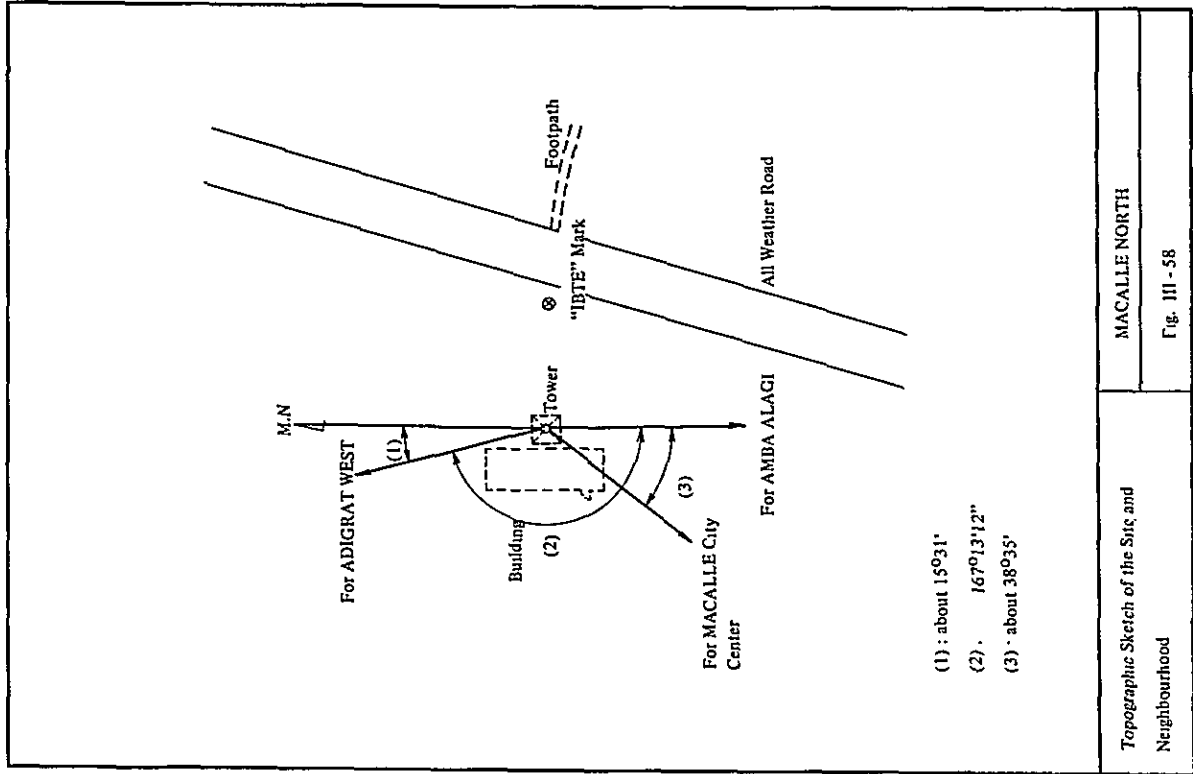 M.N
For ADIGRAT WEST
(1)
Tower
Building
(2)
(3)
For MACALLE City
Center
For AMBA ALAGI
"IBTE" Mark
Footpath
All Weather Road
(1) : about 15°31'
(2) . 167°13'12"
(3) · about 38°35'
Topographic Sketch of the Site and
Neighbourhood
MACALLE NORTH
Fig. III - 58